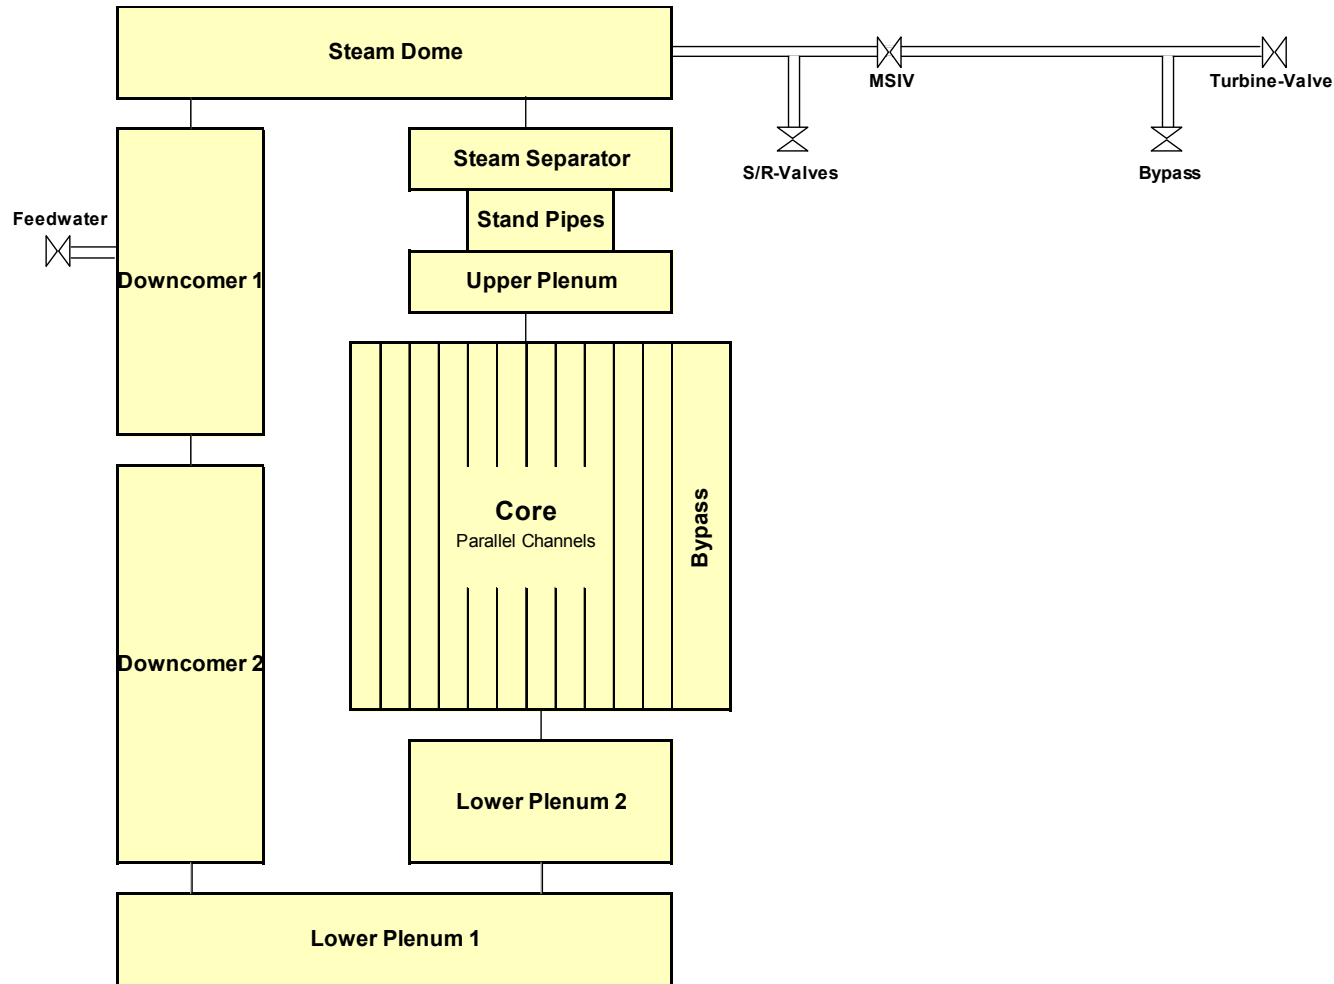 Steam Dome
MSIV
Turbine-Valve
Steam Separator
S/R-Valves
Bypass
Feedwater
Stand Pipes
Downcomer 1
Upper Plenum
Core
Parallel Channels
Bypass
Downcomer 2
Lower Plenum 2
Lower Plenum 1